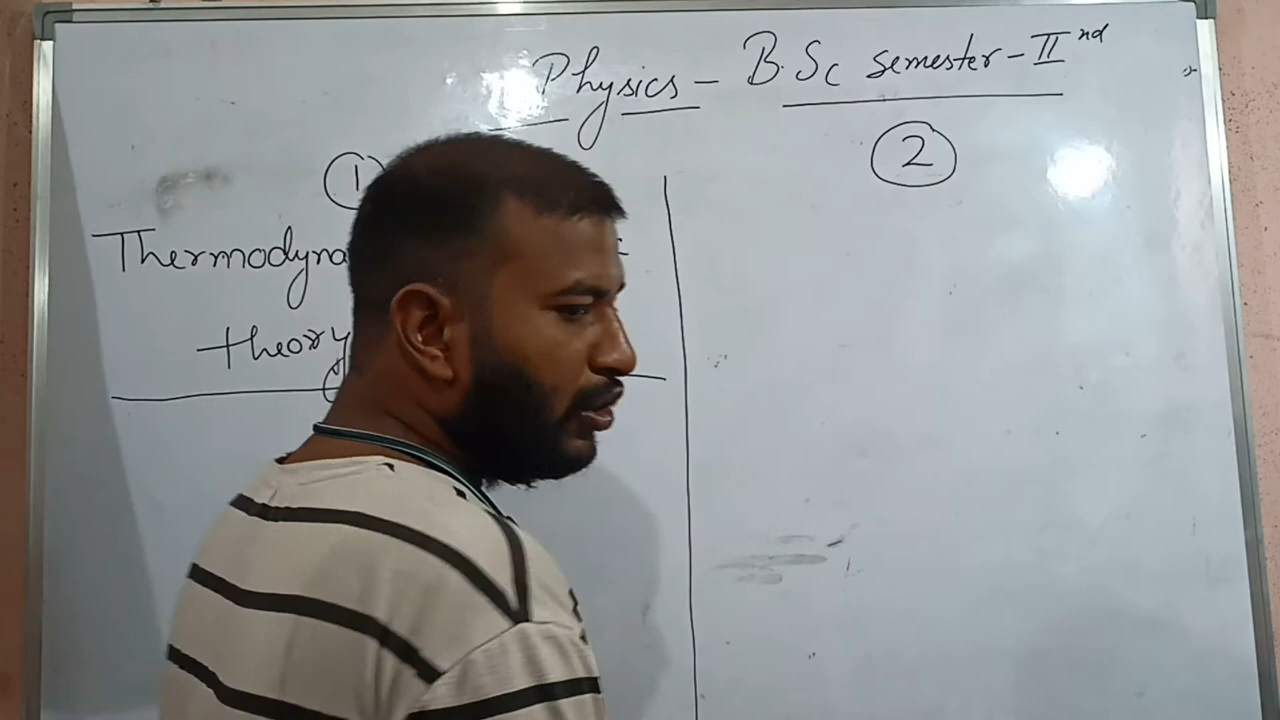 Physics - B.Sc semester - II nd
1
Thermodyna
theory
2